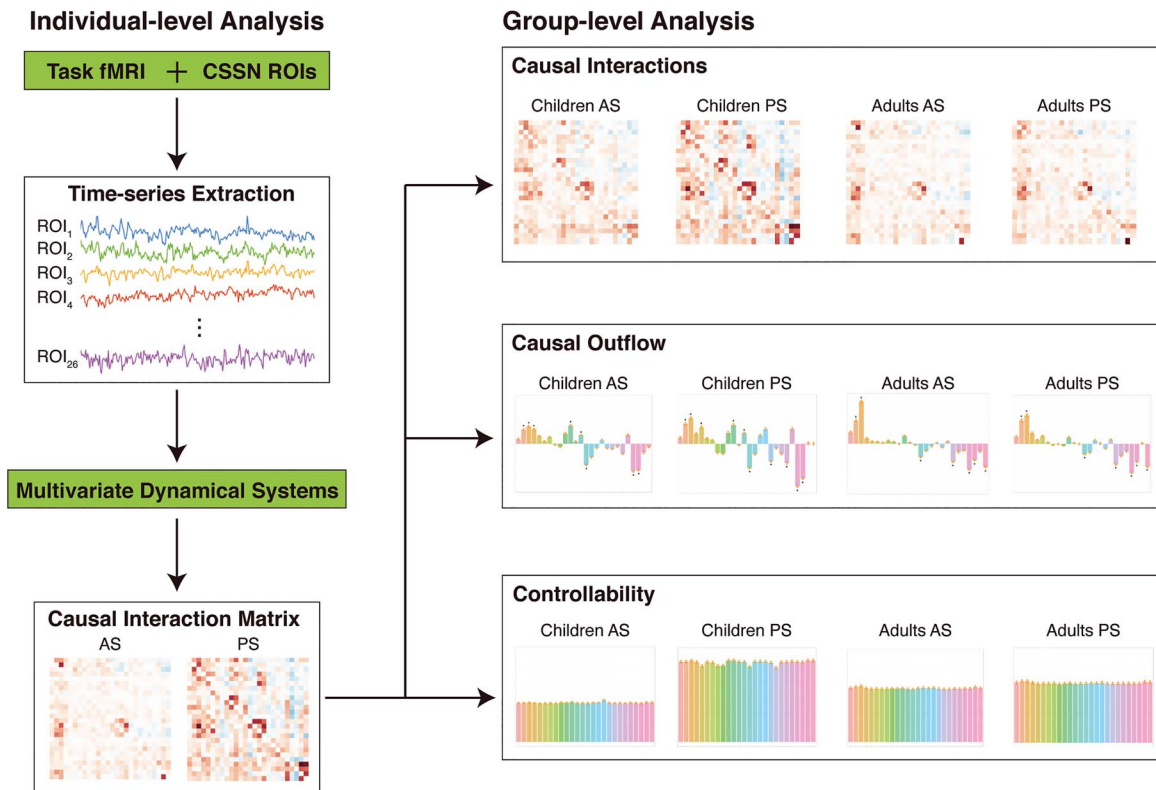 Individual-level Analysis
Task fMRI + CSSN ROIs
Time-series Extraction
ROI1
ROI2
ROI3
ROI4
⋮
ROI26
Multivariate Dynamical Systems
Causal Interaction Matrix
AS PS
Group-level Analysis
Causal Interactions
Children AS Children PS Adults AS Adults PS
Causal Outflow
Children AS Children PS Adults AS Adults PS
Controllability
Children AS Children PS Adults AS Adults PS